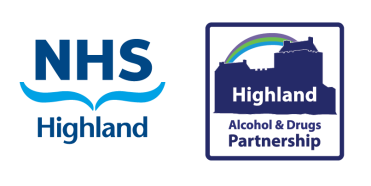 NHS
Highland
Highland
Alcohol & Drugs
Partnership